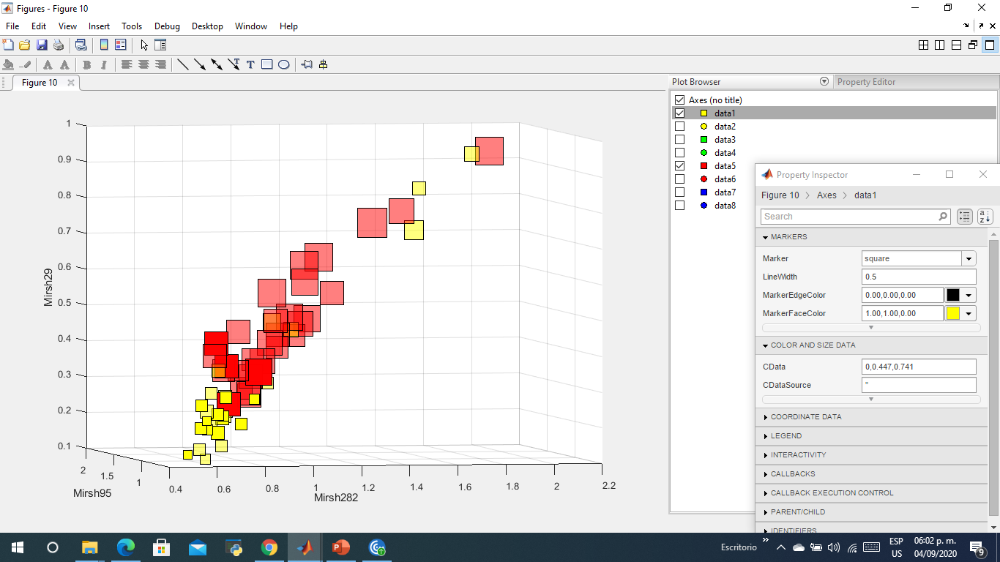 Figures - Figure 10
File Edit View Insert Tools Debug Desktop Window Help
Figure 10
Plot Browser
Property Editor
Axes (no title)
data1
data2
data3
data4
data5
data6
data7
data8
1
0.9
0.8
0.7
0.6
0.5
0.4
0.3
0.2
0.1
Mirsh29
2
1.5
1
Mirsh95
0.4 0.6 0.8 1 1.2 1.4 1.6 1.8 2 2.2
Mirsh282
Property Inspector
Figure 10 > Axes > data1
Search
MARKERS
Marker square
LineWidth 0.5
MarkerEdgeColor 0.00,0.00,0.00
MarkerFaceColor 1.00,1.00,0.00
COLOR AND SIZE DATA
CData 0,0.447,0.741
CDataSource ''
COORDINATE DATA
LEGEND
INTERACTIVITY
CALLBACKS
CALLBACK EXECUTION CONTROL
PARENT/CHILD
IDENTIFIERS
Escritorio
ESP
US
06:02 p. m.
04/09/2020
9